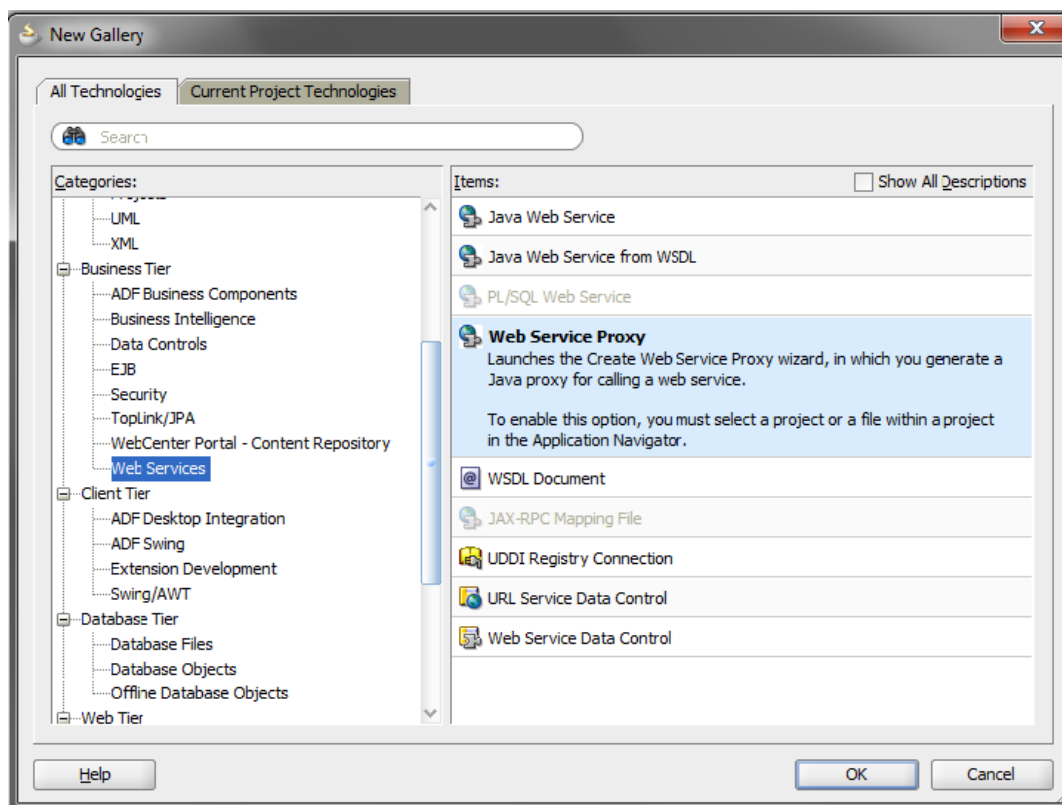 New Gallery
All Technologies
Current Project Technologies
Search
Categories:
Projects
UML
XML
Business Tier
ADF Business Components
Business Intelligence
Data Controls
EJB
Security
TopLink/JPA
WebCenter Portal - Content Repository
Web Services
Client Tier
ADF Desktop Integration
ADF Swing
Extension Development
Swing/AWT
Database Tier
Database Files
Database Objects
Offline Database Objects
Web Tier
Items:
Show All Descriptions
Java Web Service
Java Web Service from WSDL
PL/SQL Web Service
Web Service Proxy
Launches the Create Web Service Proxy wizard, in which you generate a
Java proxy for calling a web service.
To enable this option, you must select a project or a file within a project
in the Application Navigator.
WSDL Document
JAX-RPC Mapping File
UDDI Registry Connection
URL Service Data Control
Web Service Data Control
Help
OK
Cancel